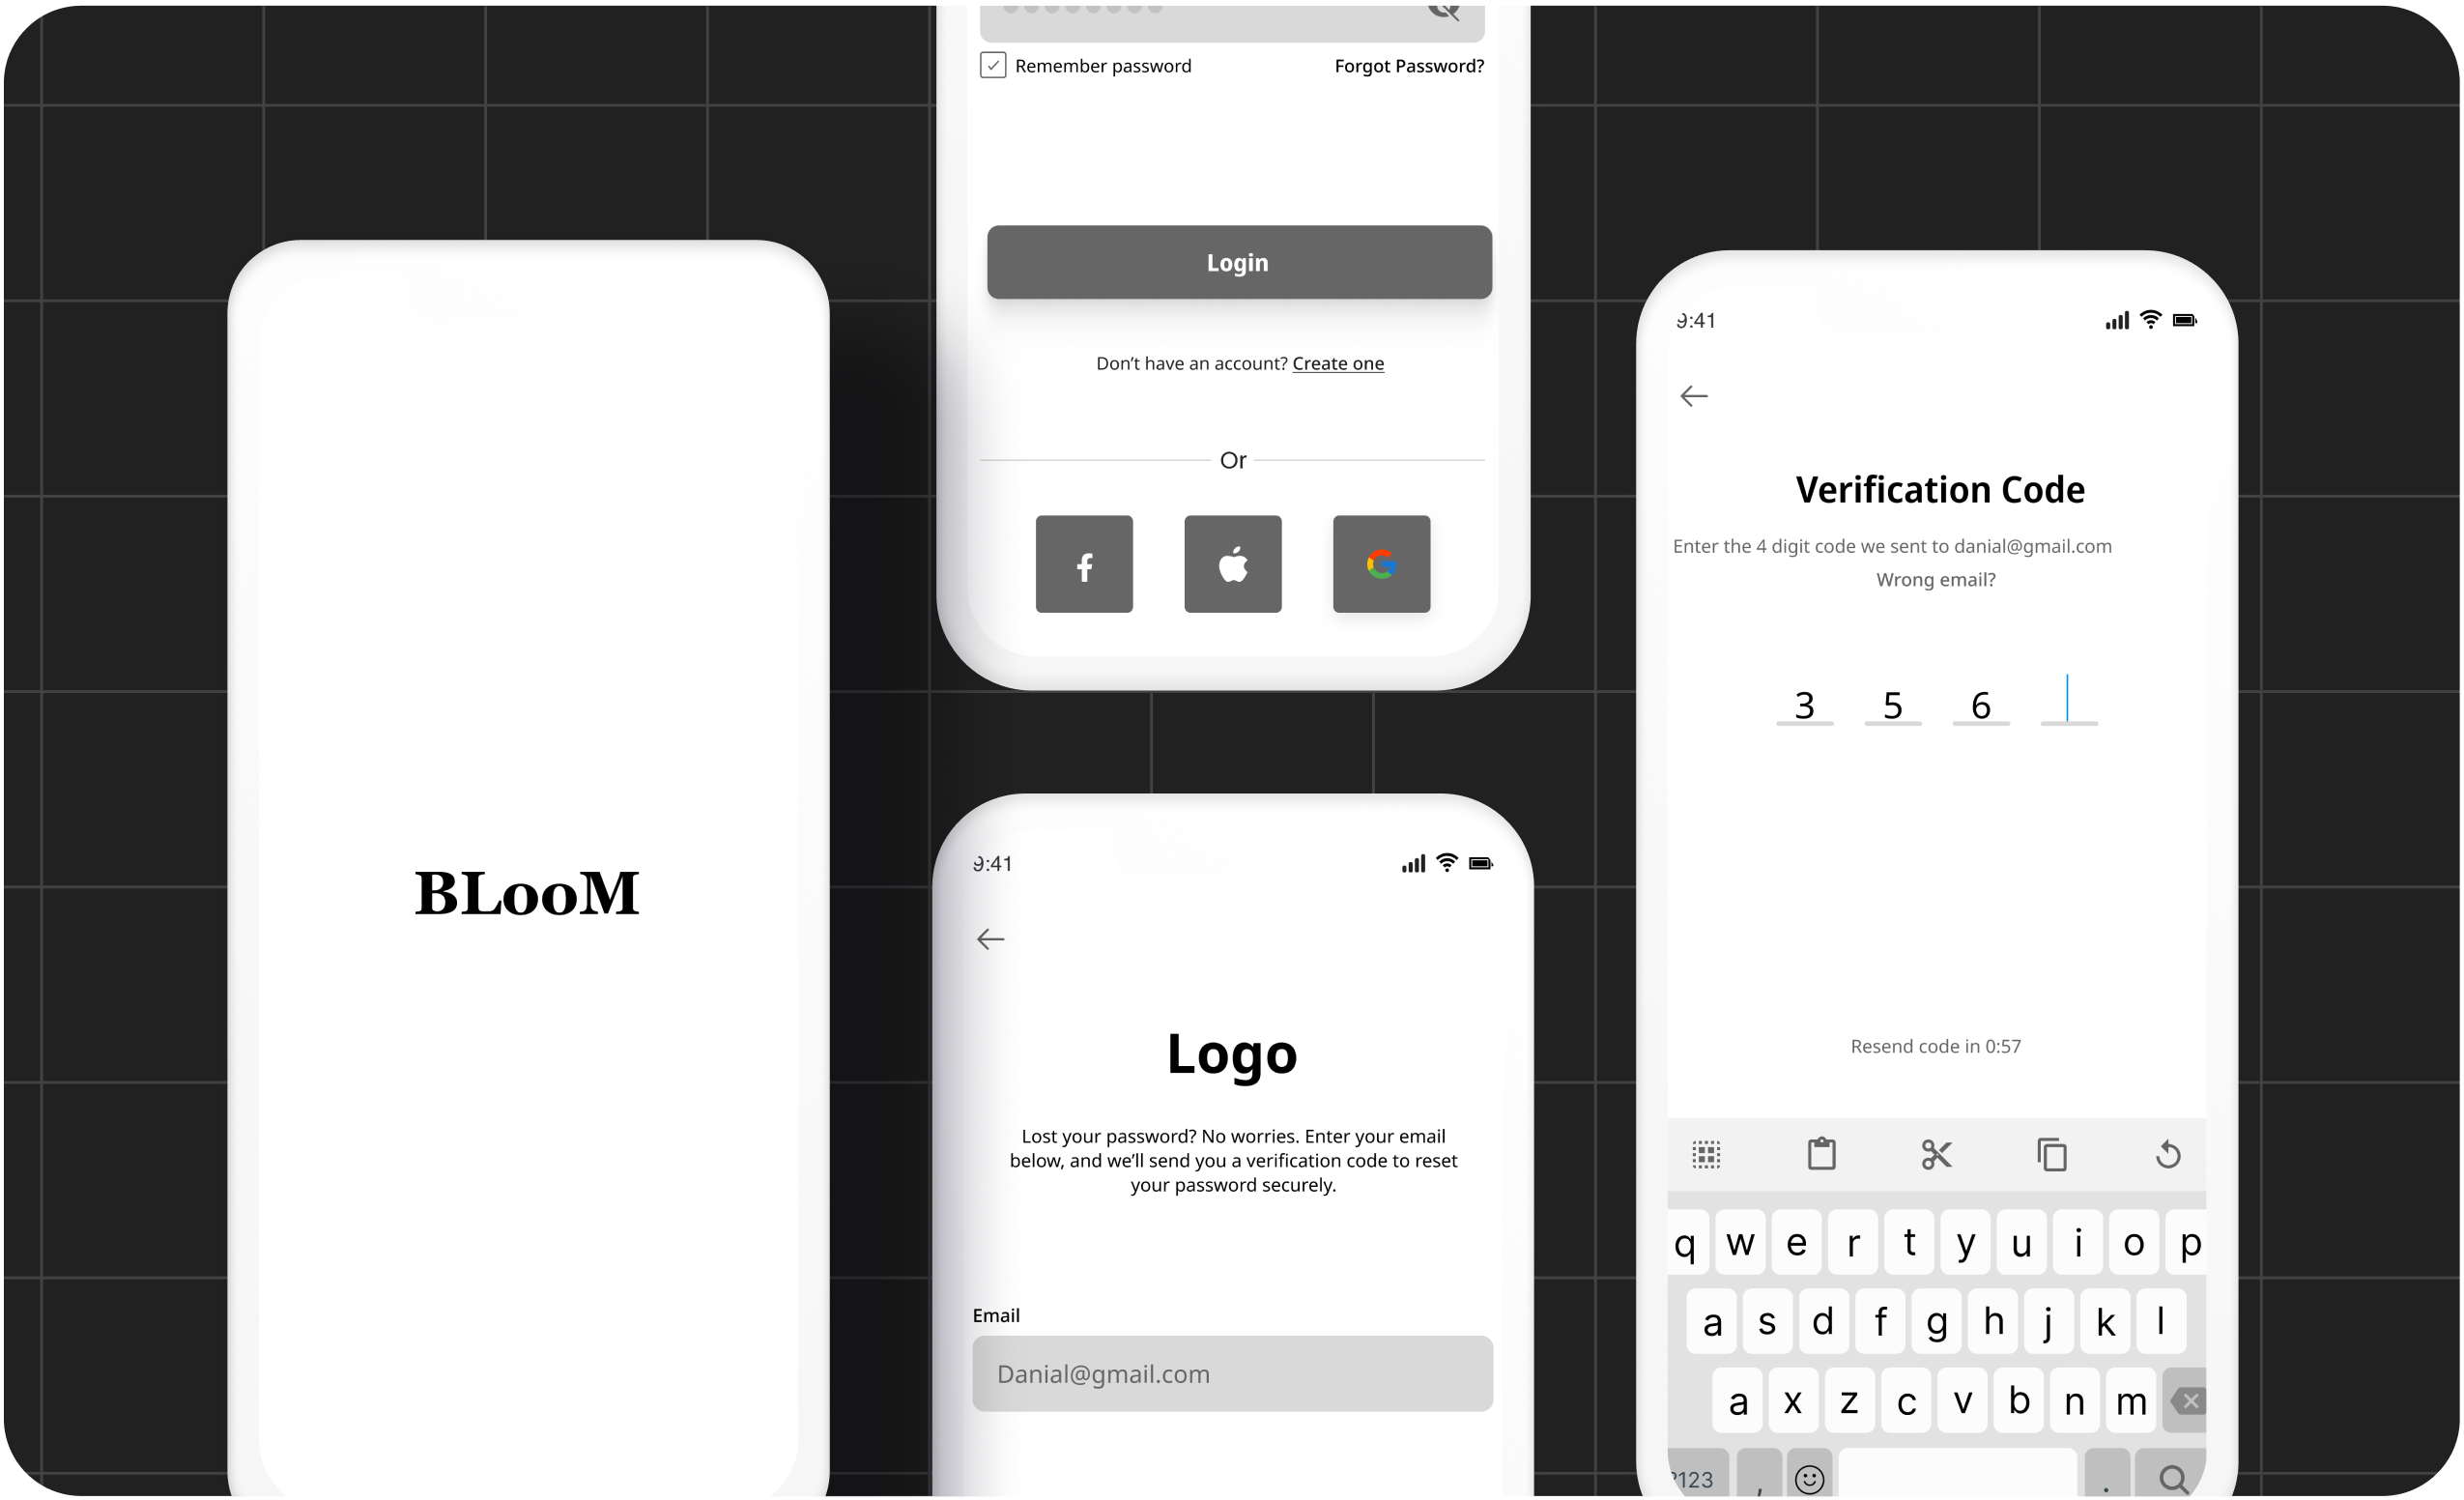 BLooM
Remember password
Forgot Password?
Login
Don’t have an account? Create one
Or
9:41
Logo
Lost your password? No worries. Enter your email
below, and we’ll send you a verification code to reset
your password securely.
Email
Danial@gmail.com
9:41
Verification Code
Enter the 4 digit code we sent to danial@gmail.com
Wrong email?
3 5 6
Resend code in 0:57
q w e r t y u i o p
a s d f g h j k l
a x z c v b n m
?123 , .